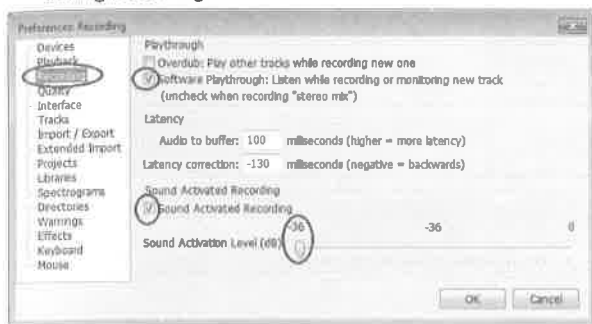 Preferences: Recording
Devices
Playback
Quality
Interface
Tracks
Import / Export
Extended Import
Projects
Libraries
Spectrograms
Directories
Warnings
Effects
Keyboard
Mouse
Playthrough
Overdub: Play other tracks while recording new one
Software Playthrough: Listen while recording or monitoring new track
(uncheck when recording "stereo mix")
Latency
Audio to buffer: 100 milliseconds (higher = more latency)
Latency correction: -130 milliseconds (negative = backwards)
Sound Activated Recording
Sound Activated Recording
-36 -36 0
Sound Activation Level (dB)
OK Cancel